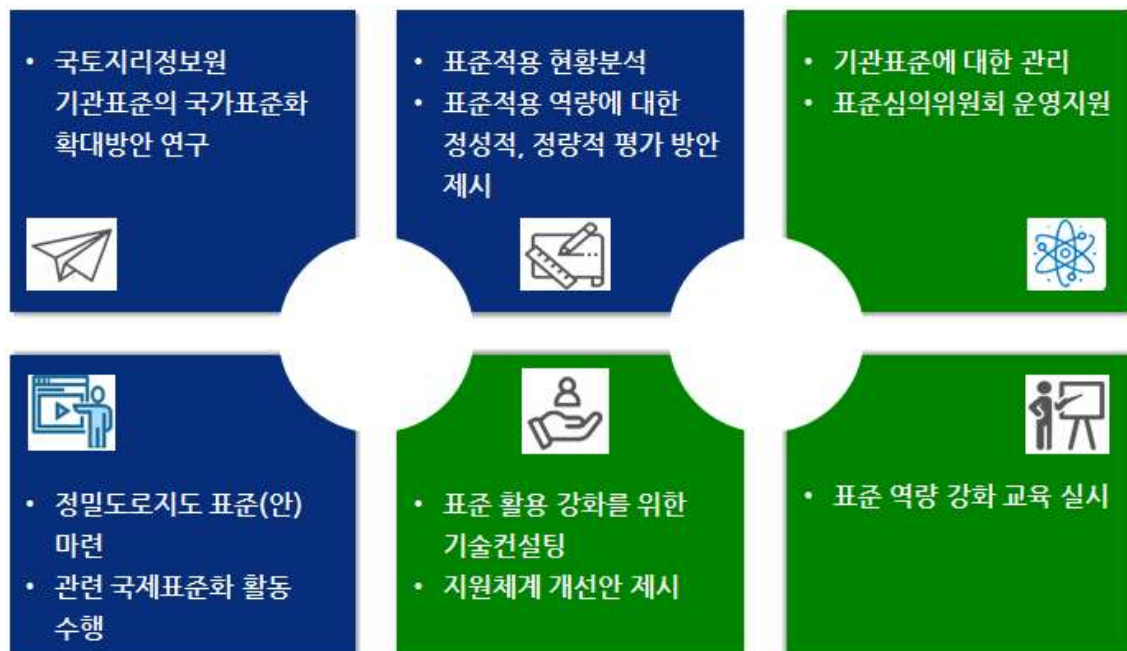 • 국토지리정보원
기관표준의 국가표준화
확대방안 연구
• 표준적용 현황분석
• 표준적용 역량에 대한
정성적, 정량적 평가 방안
제시
• 기관표준에 대한 관리
• 표준심의위원회 운영지원
• 정밀도로지도 표준(안)
마련
• 관련 국제표준화 활동
수행
• 표준 활용 강화를 위한
기술컨설팅
• 지원체계 개선안 제시
• 표준 역량 강화 교육 실시